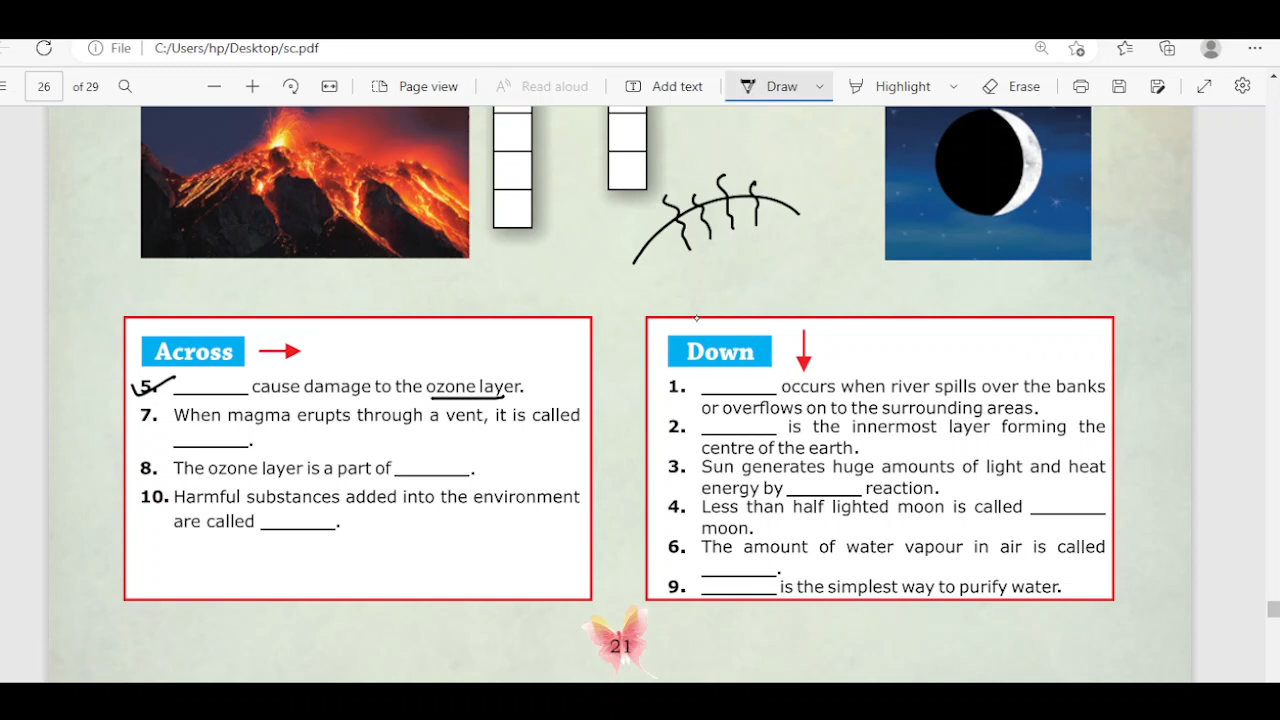 File C:/Users/hp/Desktop/sc.pdf
26 of 29 Page view Read aloud Add text Draw Highlight Erase
Across
5. ________ cause damage to the ozone layer.
7. When magma erupts through a vent, it is called
________.
8. The ozone layer is a part of ________.
10. Harmful substances added into the environment
are called ________.
Down
1. ________ occurs when river spills over the banks
or overflows on to the surrounding areas.
2. ________ is the innermost layer forming the
centre of the earth.
3. Sun generates huge amounts of light and heat
energy by ________ reaction.
4. Less than half lighted moon is called ________
moon.
6. The amount of water vapour in air is called
________.
9. ________ is the simplest way to purify water.
21